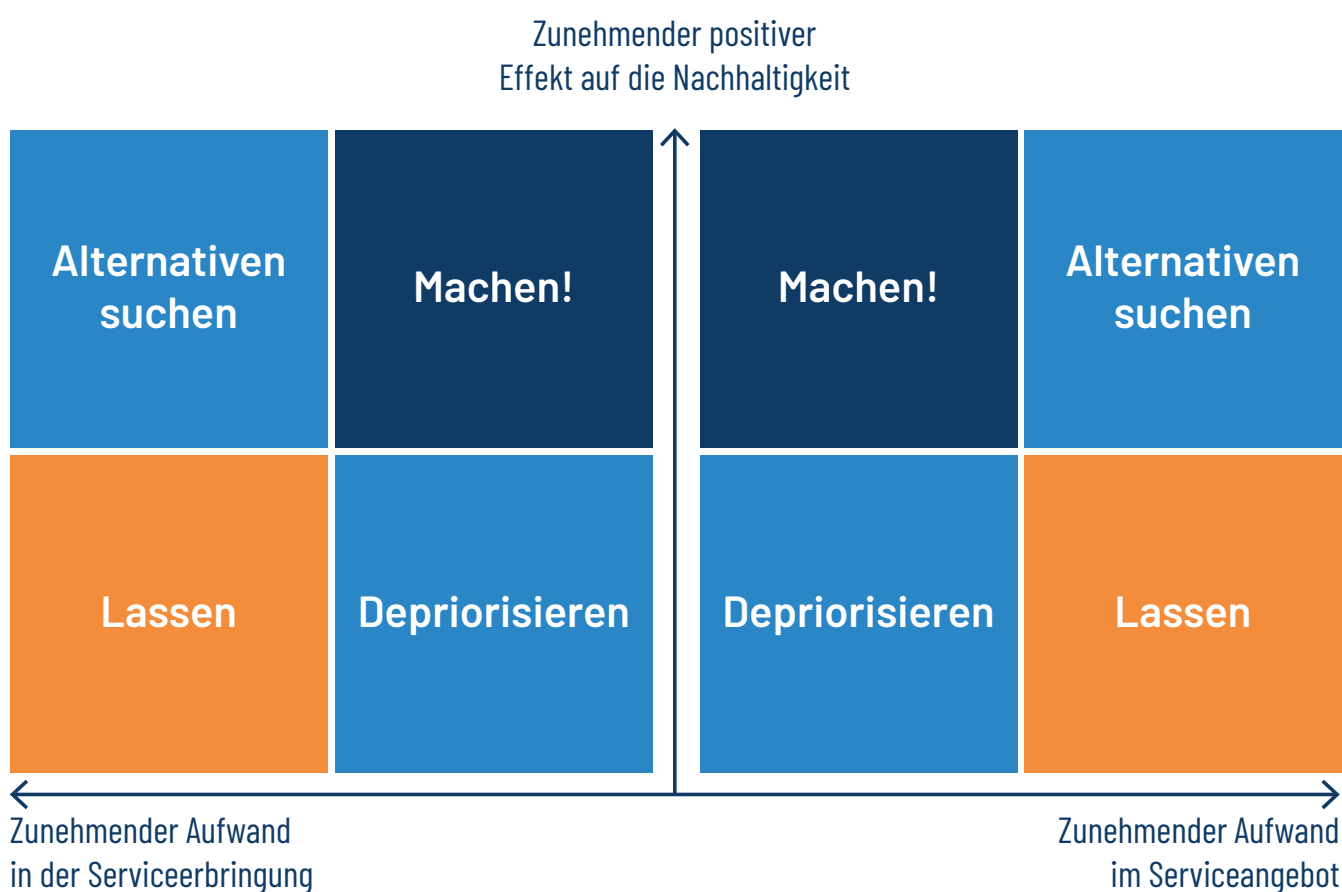 Zunehmender positiver
Effekt auf die Nachhaltigkeit
Alternativen
suchen
Machen!
Machen!
Alternativen
suchen
Lassen
Depriorisieren
Depriorisieren
Lassen
Zunehmender Aufwand
in der Serviceerbringung
Zunehmender Aufwand
im Serviceangebot